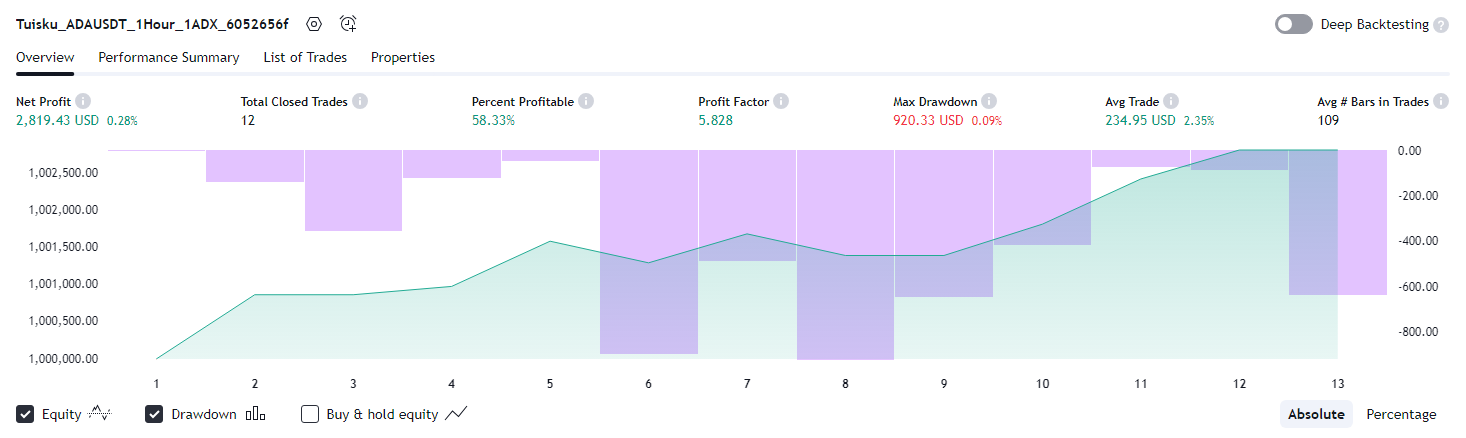 Tuisku_ADAUSDT_1Hour_1ADX_6052656f Deep Backtesting ?
Overview Performance Summary List of Trades Properties
Net Profit i Total Closed Trades i Percent Profitable i Profit Factor i Max Drawdown i Avg Trade i Avg # Bars in Trades i
2,819.43 USD 0.28% 12 58.33% 5.828 920.33 USD 0.09% 234.95 USD 2.35% 109
0.00
1,002,500.00
-200.00
1,002,000.00
1,001,500.00 -400.00
1,001,000.00 -600.00
1,000,500.00
-800.00
1,000,000.00
1 2 3 4 5 6 7 8 9 10 11 12 13
Equity Drawdown Buy & hold equity Absolute Percentage